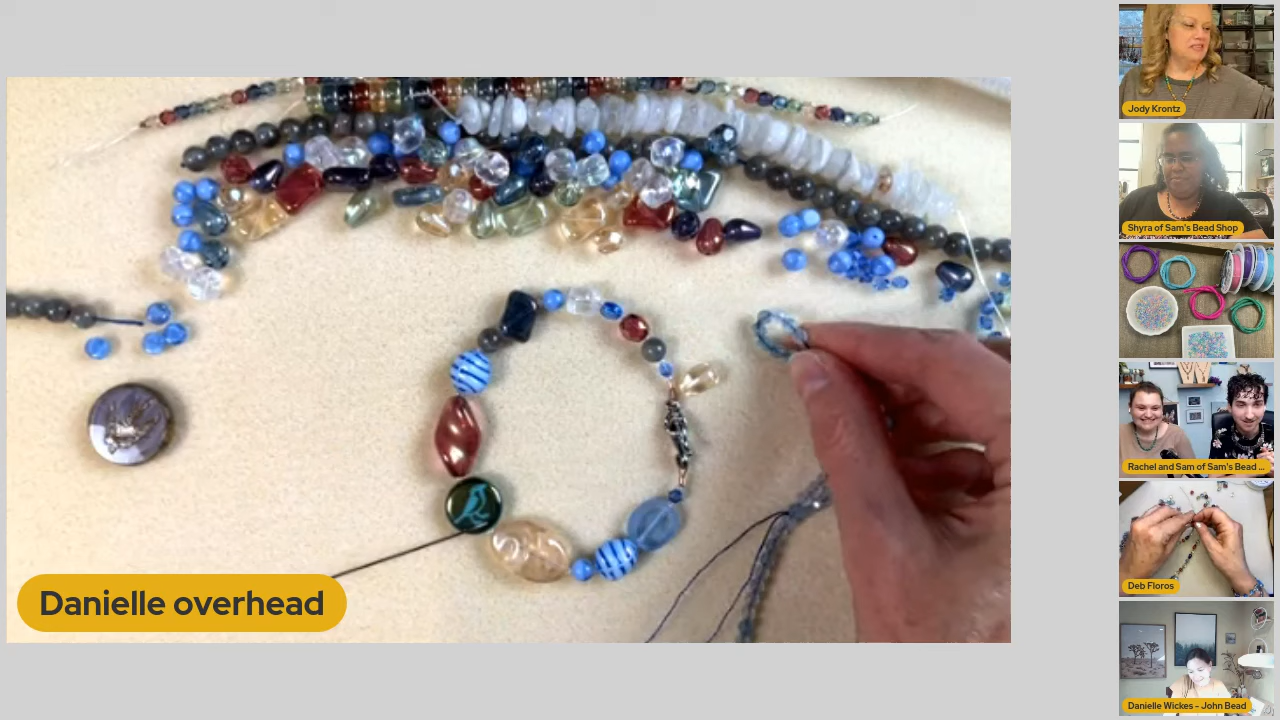 Jody Krontz
Shyra of Sam's Bead Shop
Rachel and Sam of Sam's Bead ...
Deb Floros
Danielle overhead
Danielle Wickes - John Bead